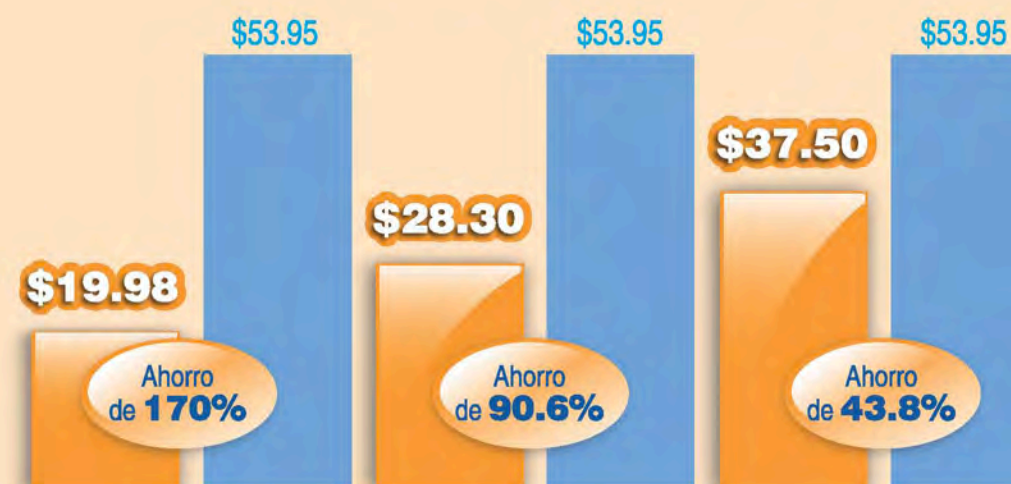 $53.95
$53.95
$53.95
$37.50
$28.30
$19.98
Ahorro
de 170%
Ahorro
de 90.6%
Ahorro
de 43.8%